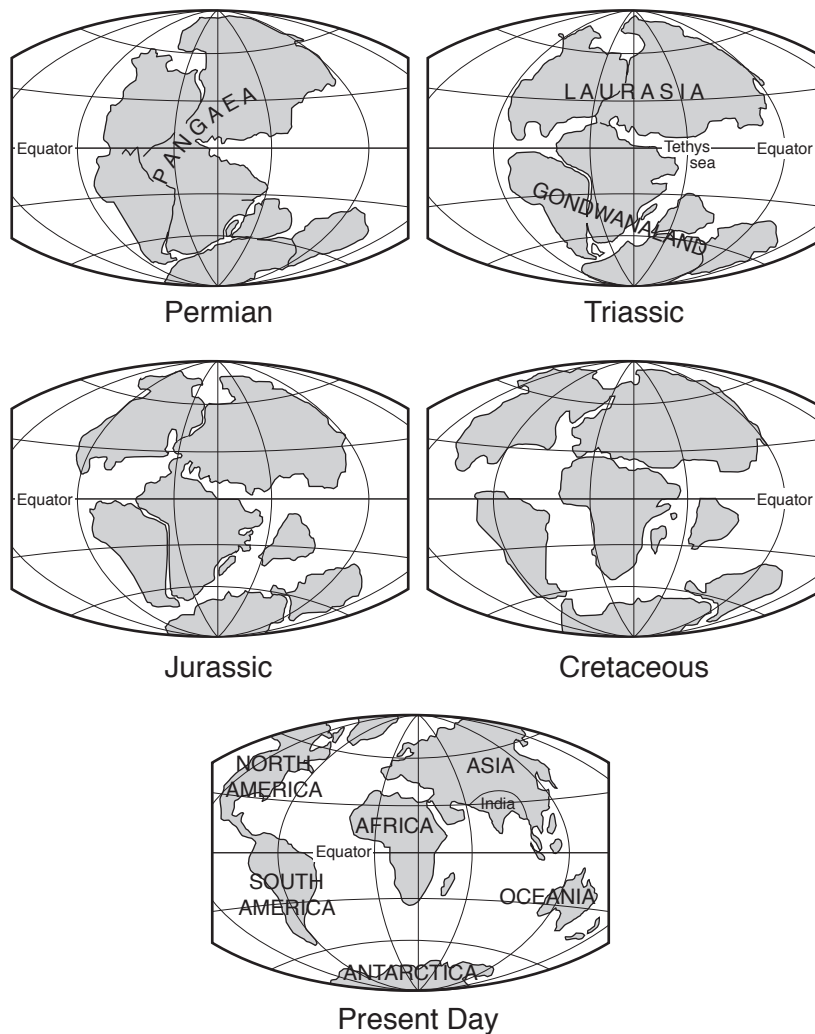 Equator
PANGAEA
Permian
LAURASIA
Tethys
sea
Equator
GONDWANALAND
Triassic
Equator
Jurassic
Equator
Cretaceous
NORTH
AMERICA
ASIA
India
AFRICA
Equator
SOUTH
AMERICA
OCEANIA
ANTARCTICA
Present Day